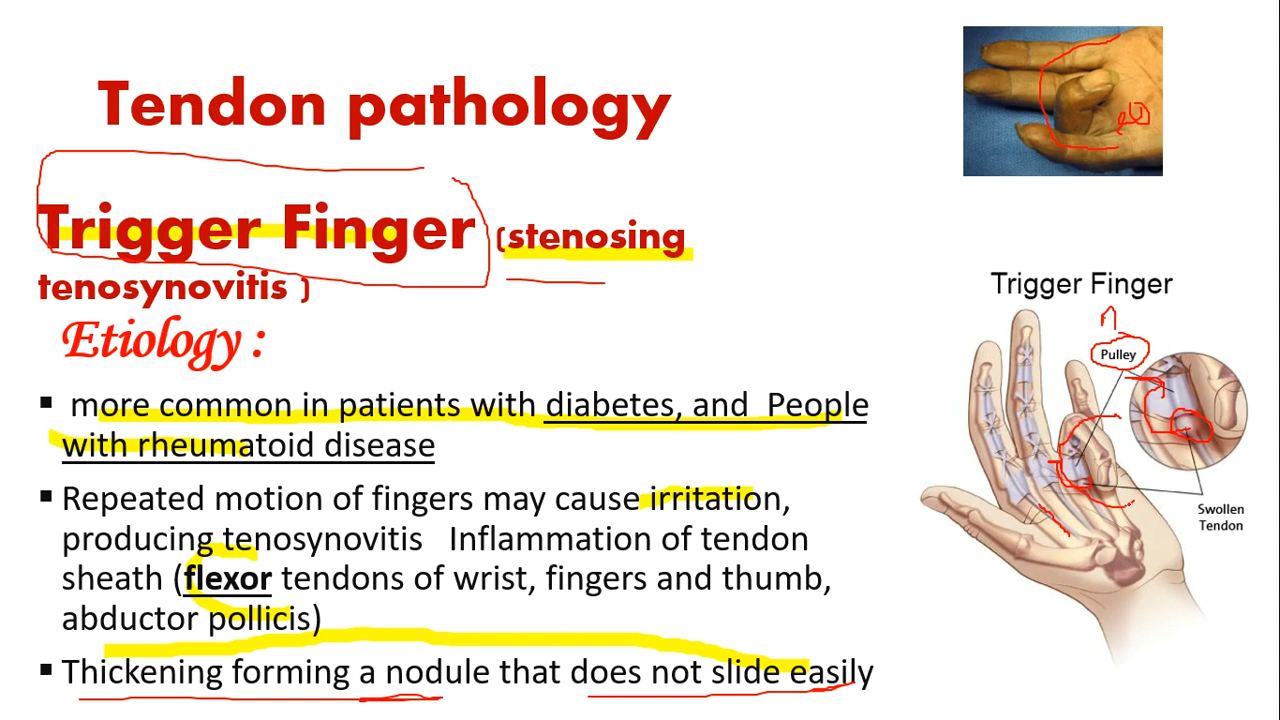 Tendon pathology
Trigger Finger (stenosing
tenosynovitis )
Etiology :
▪ more common in patients with diabetes, and People
with rheumatoid disease
▪ Repeated motion of fingers may cause irritation,
producing tenosynovitis Inflammation of tendon
sheath (flexor tendons of wrist, fingers and thumb,
abductor pollicis)
▪ Thickening forming a nodule that does not slide easily
Trigger Finger
Pulley
Swollen
Tendon